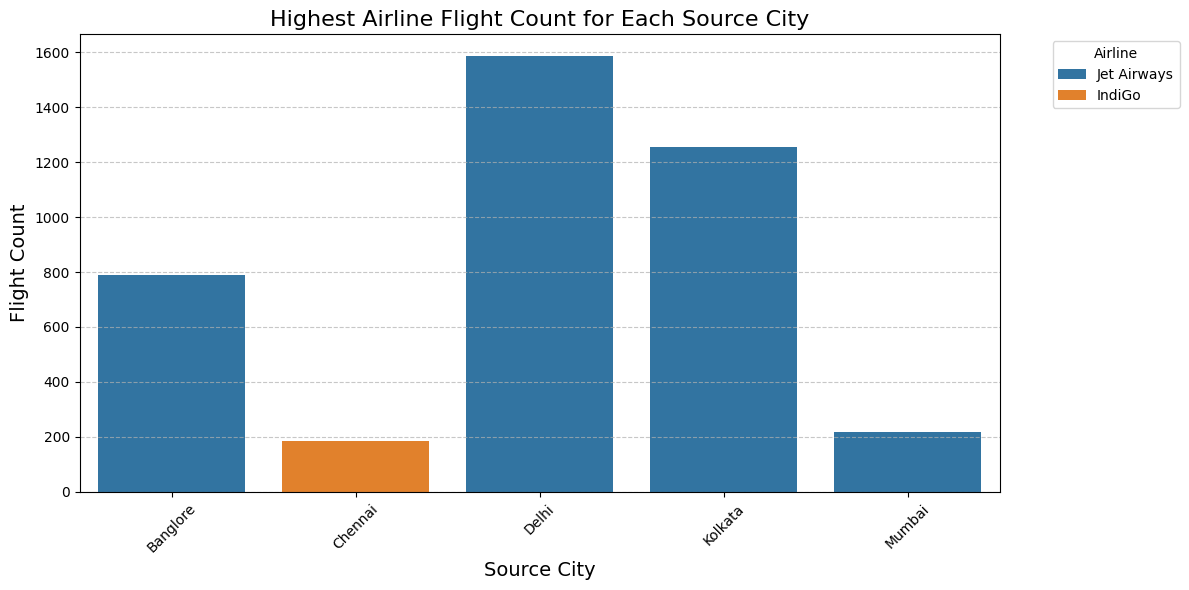 Highest Airline Flight Count for Each Source City
Airline
Jet Airways
IndiGo
Flight Count
1600
1400
1200
1000
800
600
400
200
0
Banglore
Chennai
Delhi
Kolkata
Mumbai
Source City